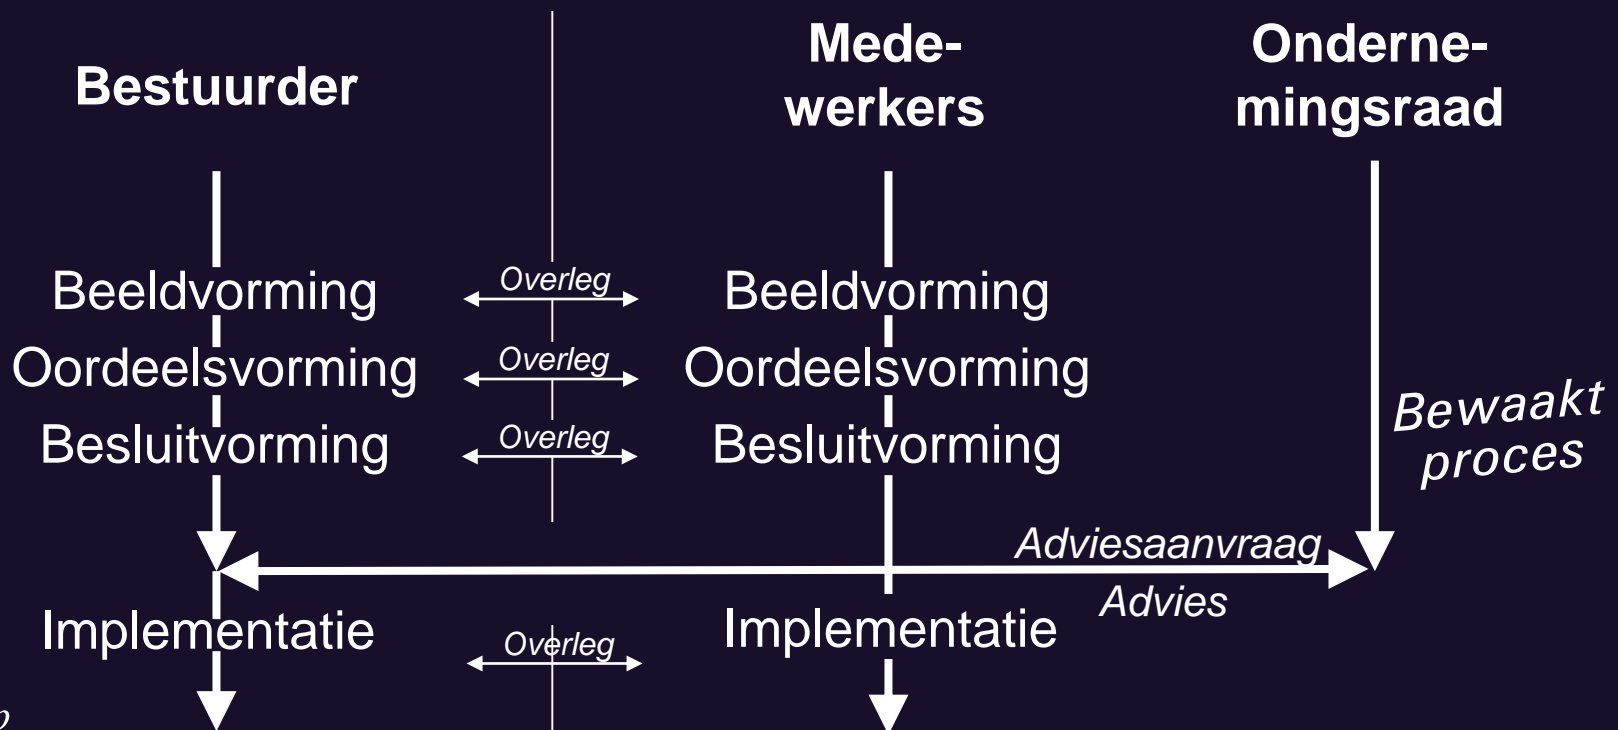 Bestuurder
Mede-
werkers
Onderne-
mingsraad
Beeldvorming
Overleg
Beeldvorming
Oordeelsvorming
Overleg
Oordeelsvorming
Besluitvorming
Overleg
Besluitvorming
Bewaakt
proces
Adviesaanvraag
Advies
Implementatie
Overleg
Implementatie